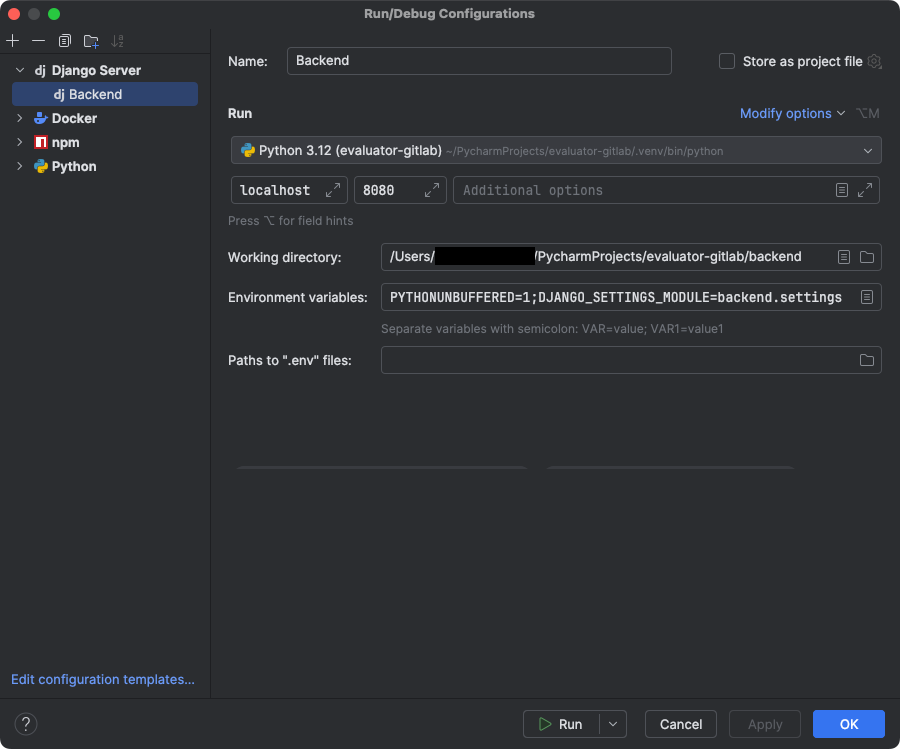 Run/Debug Configurations
dj Django Server
dj Backend
Docker
npm
Python
Edit configuration templates...
Name: Backend Store as project file
Run Modify options ⌥M
Python 3.12 (evaluator-gitlab) ~/PycharmProjects/evaluator-gitlab/.venv/bin/python
localhost 8080 Additional options
Press ⌥ for field hints
Working directory: /Users/ /PycharmProjects/evaluator-gitlab/backend
Environment variables: PYTHONUNBUFFERED=1;DJANGO_SETTINGS_MODULE=backend.settings
Separate variables with semicolon: VAR=value; VAR1=value1
Paths to ".env" files:
? Run Cancel Apply OK